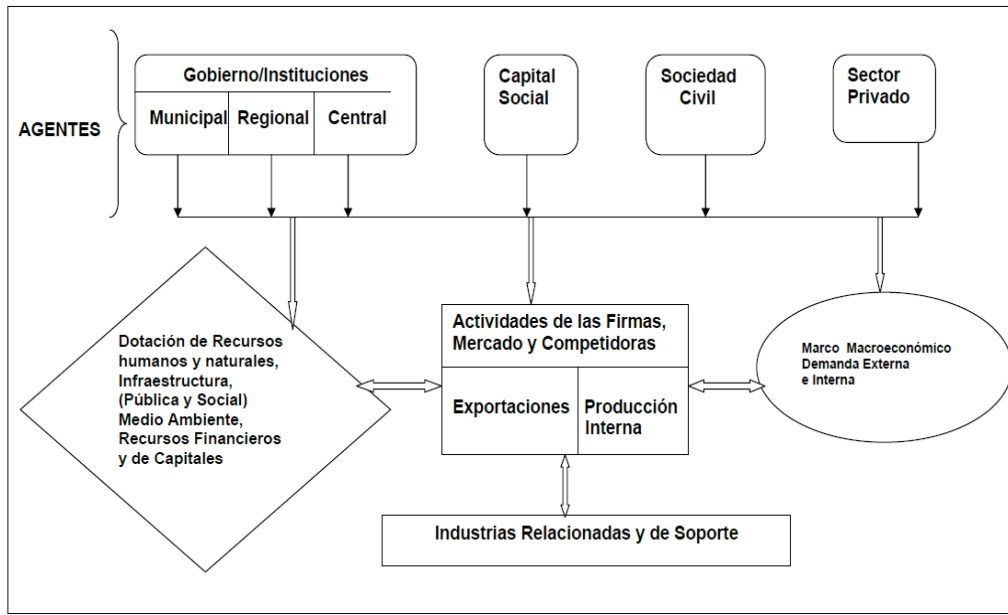 AGENTES
Gobierno/Instituciones
Municipal
Regional
Central
Capital
Social
Sociedad
Civil
Sector
Privado
Dotación de Recursos
humanos y naturales,
Infraestructura,
(Pública y Social)
Medio Ambiente,
Recursos Financieros
y de Capitales
Actividades de las Firmas,
Mercado y Competidoras
Exportaciones
Producción
Interna
Marco Macroeconómico
Demanda Externa
e Interna
Industrias Relacionadas y de Soporte